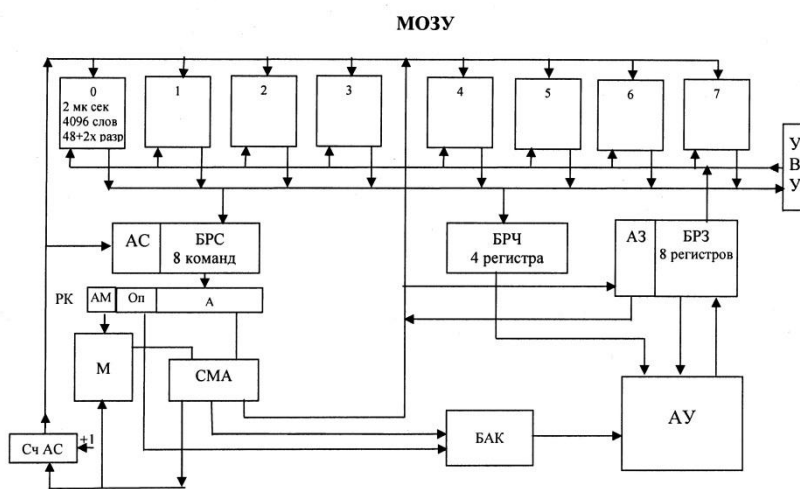 МОЗУ
0
2 мк сек
4096 слов
48+2х разр
1
2
3
4
5
6
7
У
В
У
АС
БРС
8 команд
БРЧ
4 регистра
АЗ
БРЗ
8 регистров
РК
АМ
Оп
А
М
СМА
АУ
БАК
Сч АС
+1